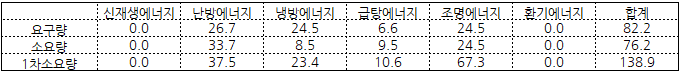 신재생에너지 난방에너지 냉방에너지 급탕에너지 조명에너지 환기에너지 합계
요구량 0.0 26.7 24.5 6.6 24.5 0.0 82.2
소요량 0.0 33.7 8.5 9.5 24.5 0.0 76.2
1차소요량 0.0 37.5 23.4 10.6 67.3 0.0 138.9